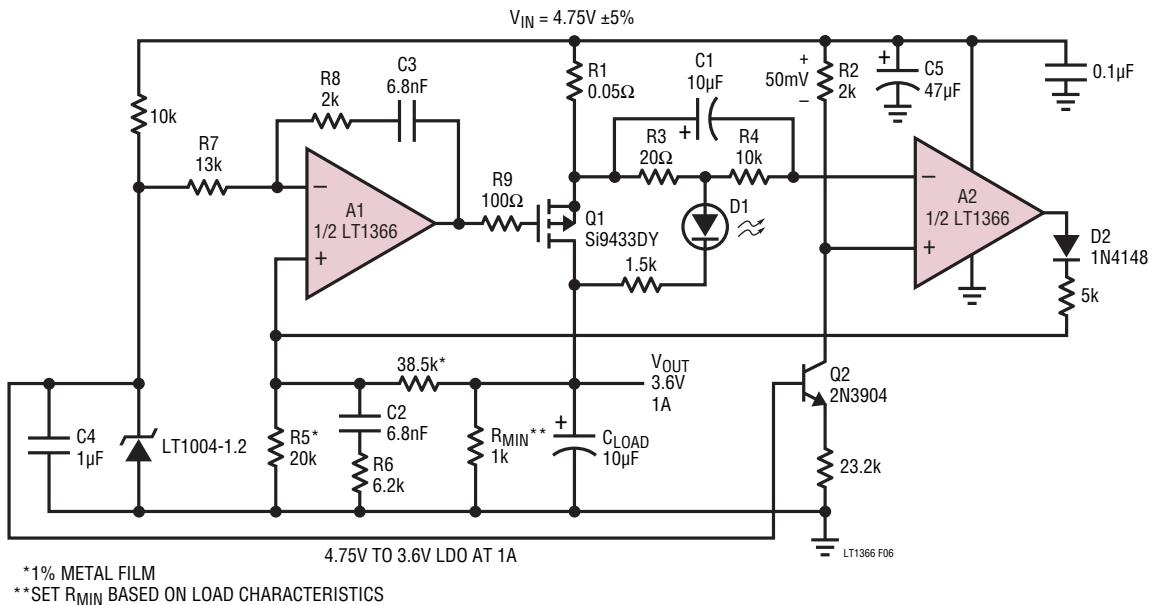 VIN = 4.75V ±5%
10k
R8
2k
C3
6.8nF
R1
0.05Ω
C1
10µF
+
+
50mV
–
R2
2k
+
C5
47µF
0.1µF
R7
13k
–
+
A1
1/2 LT1366
R9
100Ω
Q1
Si9433DY
R3
20Ω
R4
10k
D1
1.5k
–
+
A2
1/2 LT1366
D2
1N4148
5k
38.5k*
VOUT
3.6V
1A
Q2
2N3904
C4
1µF
LT1004-1.2
R5*
20k
C2
6.8nF
R6
6.2k
RMIN**
1k
+
CLOAD
10µF
23.2k
LT1366 F06
4.75V TO 3.6V LDO AT 1A
*1% METAL FILM
**SET RMIN BASED ON LOAD CHARACTERISTICS